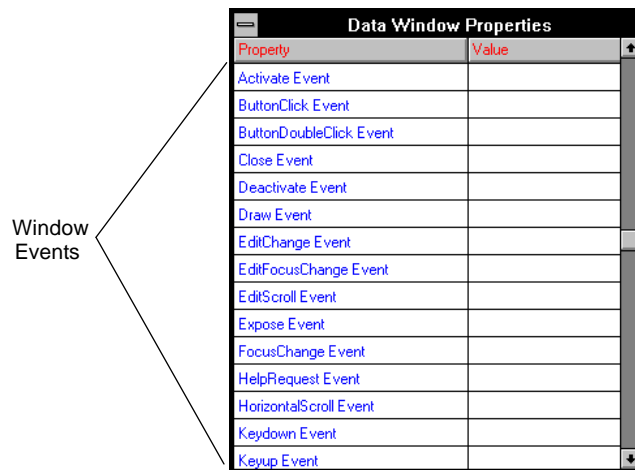 Data Window Properties
Property Value
Activate Event
ButtonClick Event
ButtonDoubleClick Event
Close Event
Deactivate Event
Draw Event
Window
Events
EditChange Event
EditFocusChange Event
EditScroll Event
Expose Event
FocusChange Event
HelpRequest Event
HorizontalScroll Event
Keydown Event
Keyup Event